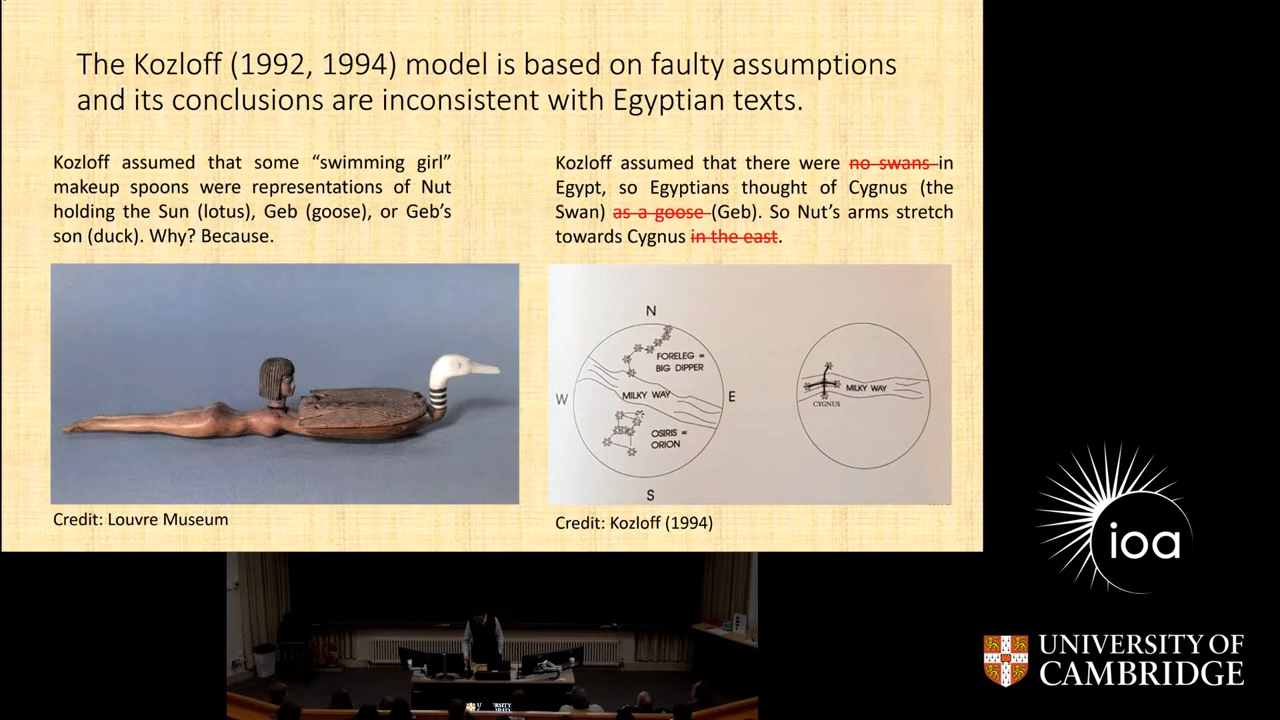 The Kozloff (1992, 1994) model is based on faulty assumptions
and its conclusions are inconsistent with Egyptian texts.
Kozloff assumed that some “swimming girl”
makeup spoons were representations of Nut
holding the Sun (lotus), Geb (goose), or Geb’s
son (duck). Why? Because.
Kozloff assumed that there were no swans in
Egypt, so Egyptians thought of Cygnus (the
Swan) as a goose (Geb). So Nut’s arms stretch
towards Cygnus in the east.
N
FORELEG =
BIG DIPPER
W
MILKY WAY
E
OSIRIS =
ORION
S
MILKY WAY
CYGNUS
Credit: Louvre Museum
Credit: Kozloff (1994)
ioa
UNIVERSITY OF
CAMBRIDGE